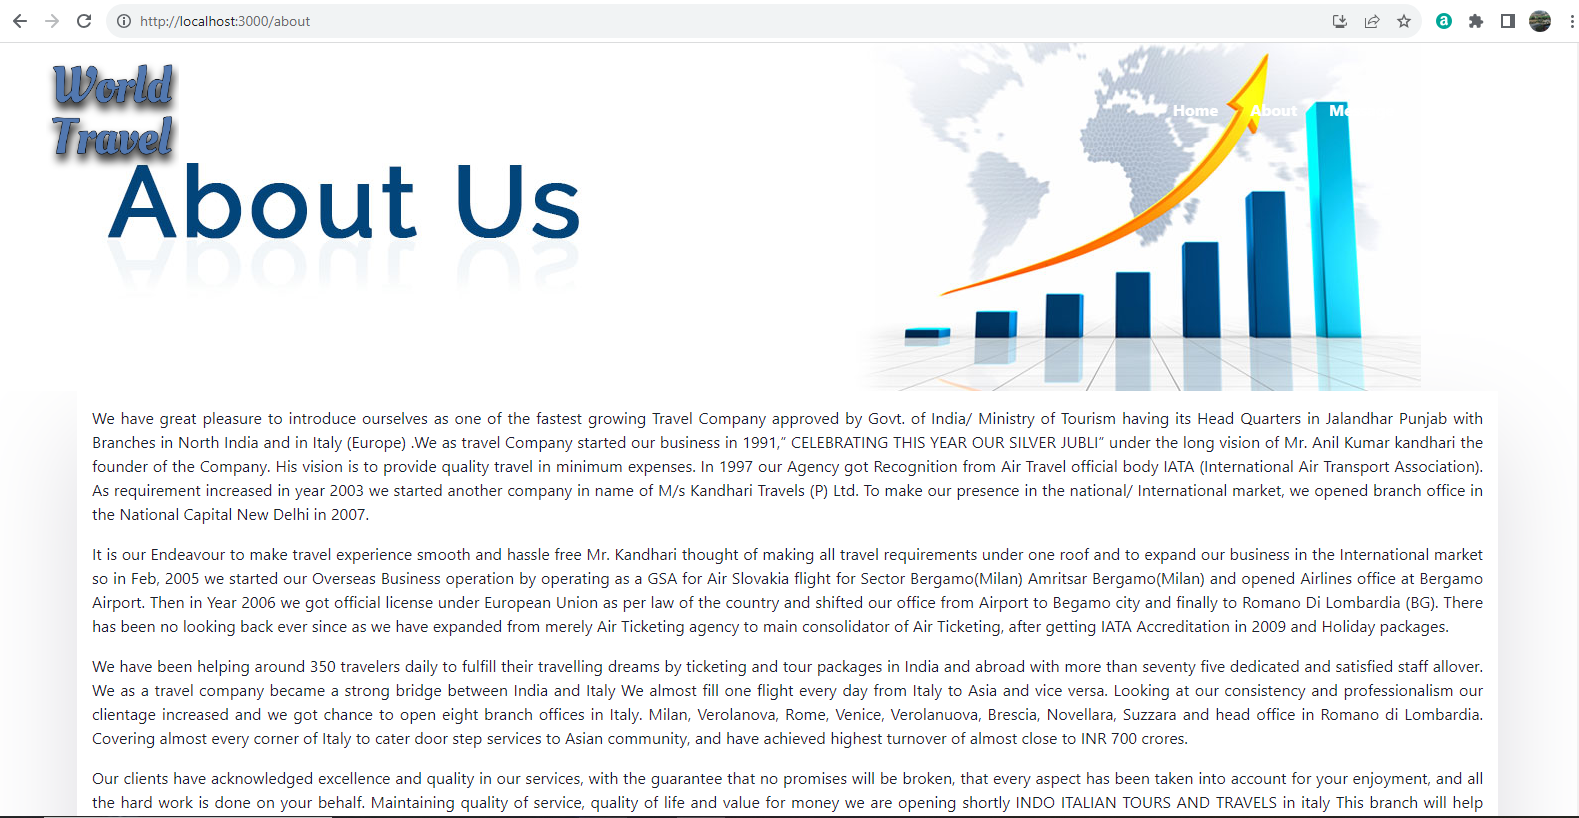 http://localhost:3000/about
World
Travel
Home About
About Us
We have great pleasure to introduce ourselves as one of the fastest growing Travel Company approved by Govt. of India/ Ministry of Tourism having its Head Quarters in Jalandhar Punjab with
Branches in North India and in Italy (Europe) .We as travel Company started our business in 1991,” CELEBRATING THIS YEAR OUR SILVER JUBLI” under the long vision of Mr. Anil Kumar kandhari the
founder of the Company. His vision is to provide quality travel in minimum expenses. In 1997 our Agency got Recognition from Air Travel official body IATA (International Air Transport Association).
As requirement increased in year 2003 we started another company in name of M/s Kandhari Travels (P) Ltd. To make our presence in the national/ International market, we opened branch office in
the National Capital New Delhi in 2007.
It is our Endeavour to make travel experience smooth and hassle free Mr. Kandhari thought of making all travel requirements under one roof and to expand our business in the International market
so in Feb, 2005 we started our Overseas Business operation by operating as a GSA for Air Slovakia flight for Sector Bergamo(Milan) Amritsar Bergamo(Milan) and opened Airlines office at Bergamo
Airport. Then in Year 2006 we got official license under European Union as per law of the country and shifted our office from Airport to Begamo city and finally to Romano Di Lombardia (BG). There
has been no looking back ever since as we have expanded from merely Air Ticketing agency to main consolidator of Air Ticketing, after getting IATA Accreditation in 2009 and Holiday packages.
We have been helping around 350 travelers daily to fulfill their travelling dreams by ticketing and tour packages in India and abroad with more than seventy five dedicated and satisfied staff allover.
We as a travel company became a strong bridge between India and Italy We almost fill one flight every day from Italy to Asia and vice versa. Looking at our consistency and professionalism our
clientage increased and we got chance to open eight branch offices in Italy. Milan, Verolanova, Rome, Venice, Verolanuova, Brescia, Novellara, Suzzara and head office in Romano di Lombardia.
Covering almost every corner of Italy to cater door step services to Asian community, and have achieved highest turnover of almost close to INR 700 crores.
Our clients have acknowledged excellence and quality in our services, with the guarantee that no promises will be broken, that every aspect has been taken into account for your enjoyment, and all
the hard work is done on your behalf. Maintaining quality of service, quality of life and value for money we are opening shortly INDO ITALIAN TOURS AND TRAVELS in italy This branch will help